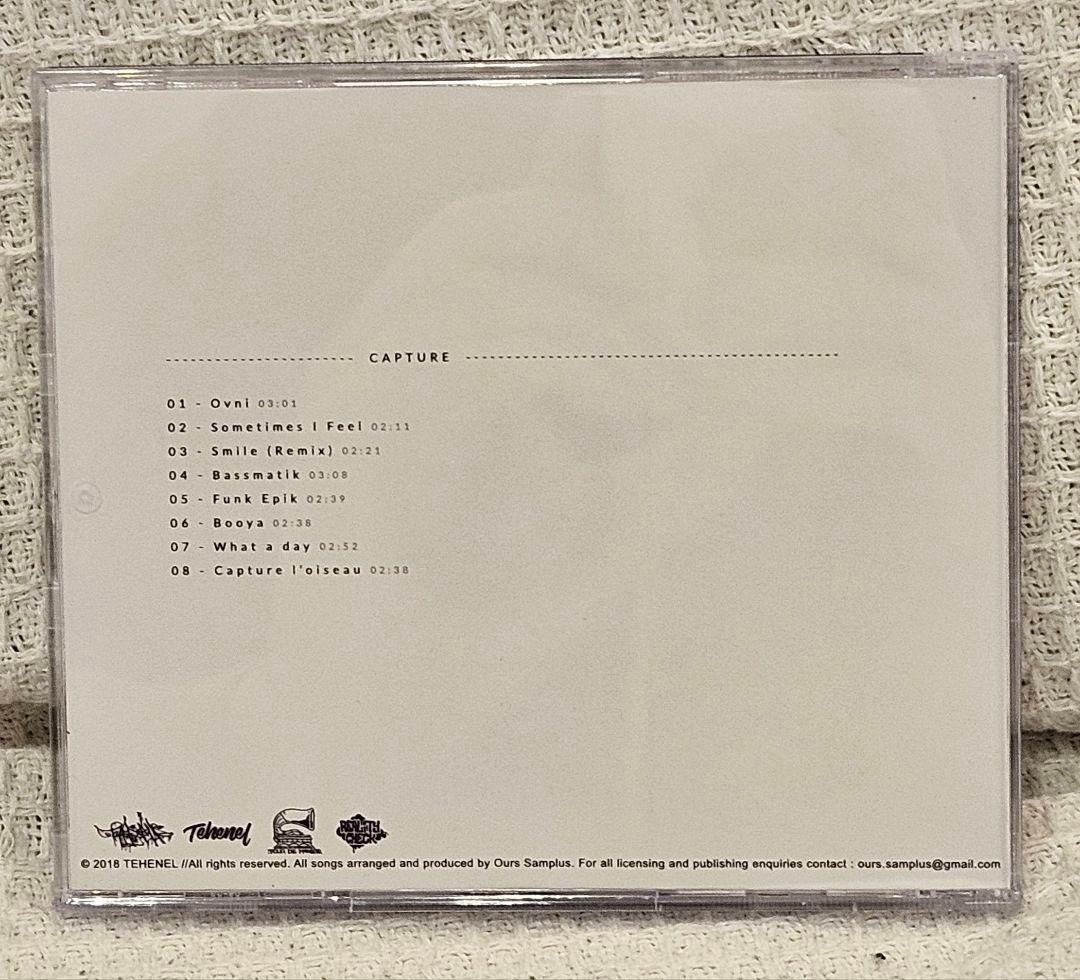 CAPTURE
01 - Ovni 03:01
02 - Sometimes I Feel 02:11
03 - Smile (Remix) 02:21
04 - Bassmatik 03:08
05 - Funk Epik 02:39
06 - Booya 02:38
07 - What a day 02:52
08 - Capture l'oiseau 02:38
Tehenel REALITY CHECK
© 2018 TEHENEL //All rights reserved. All songs arranged and produced by Ours Samplus. For all licensing and publishing enquiries contact : ours.samplus@gmail.com